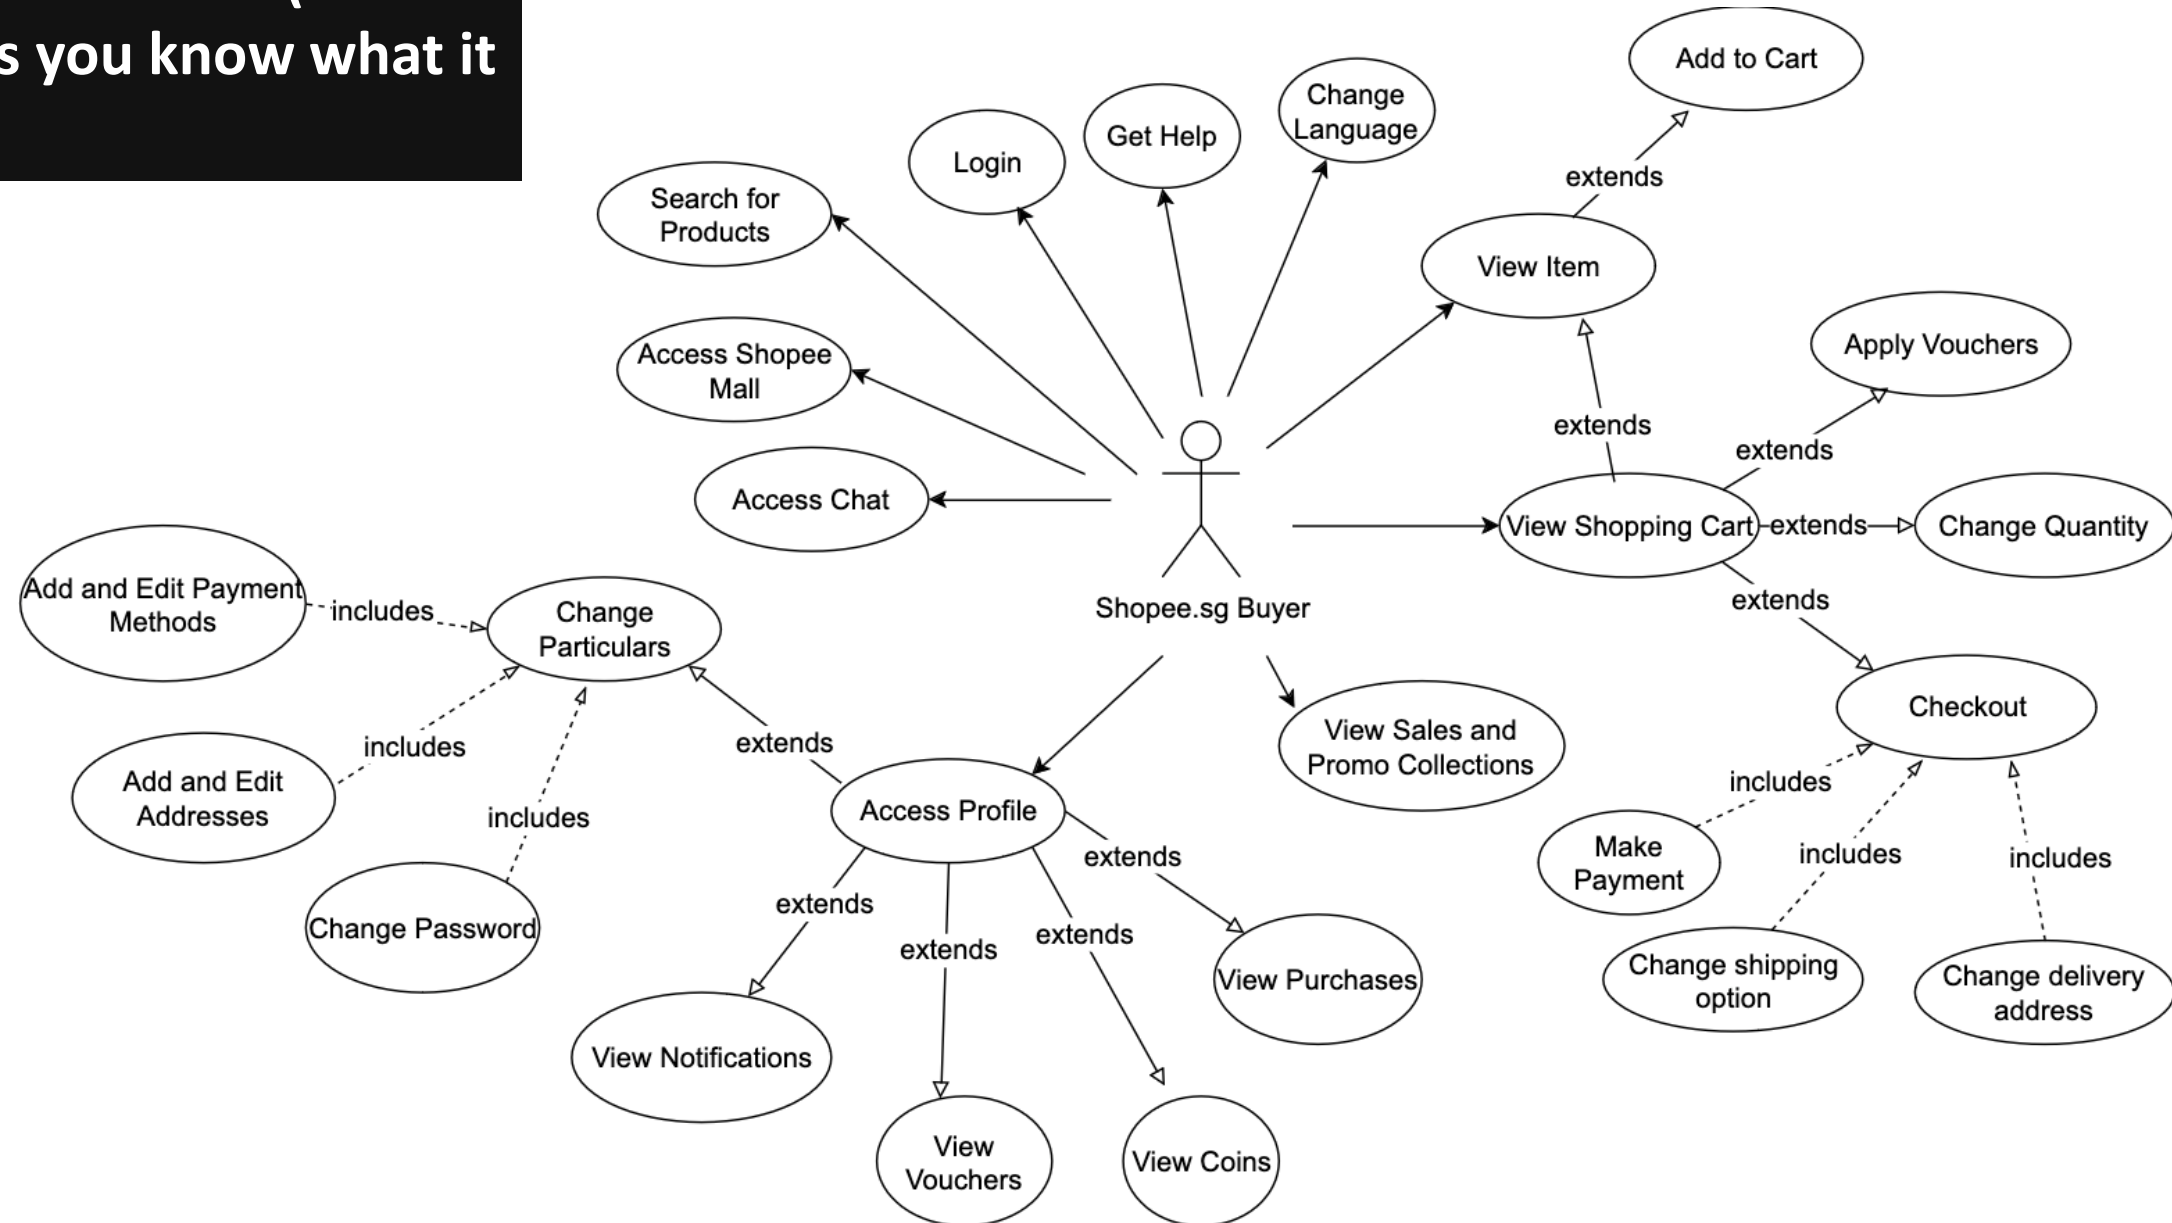 s you know what it
Add to Cart
Change
Language
Get Help
Login
Search for
Products
extends
View Item
Access Shopee
Mall
Apply Vouchers
extends
extends
Access Chat
View Shopping Cart
extends
Change Quantity
Add and Edit Payment
Methods
includes
Change
Particulars
Shopee.sg Buyer
extends
Checkout
View Sales and
Promo Collections
includes
extends
Add and Edit
Addresses
includes
Access Profile
includes
Make
Payment
includes
includes
extends
extends
Change Password
extends
extends
Change shipping
option
Change delivery
address
View Purchases
View Notifications
View
Vouchers
View Coins